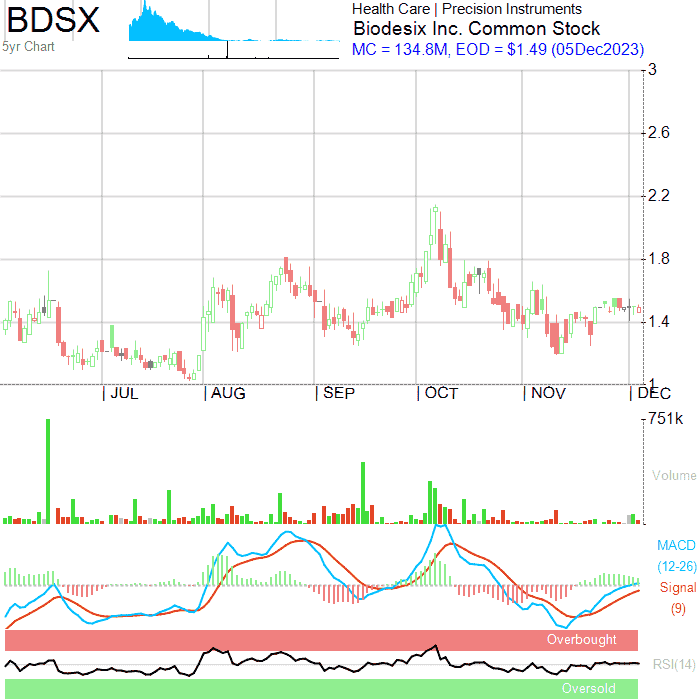 BDSX
5yr Chart
Health Care | Precision Instruments
Biodesix Inc. Common Stock
MC = 134.8M, EOD = $1.49 (05Dec2023)
3
2.6
2.2
1.8
1.4
1
| JUL | AUG | SEP | OCT | NOV | DEC
751k
Volume
MACD
(12-26)
Signal
(9)
Overbought
RSI(14)
Oversold